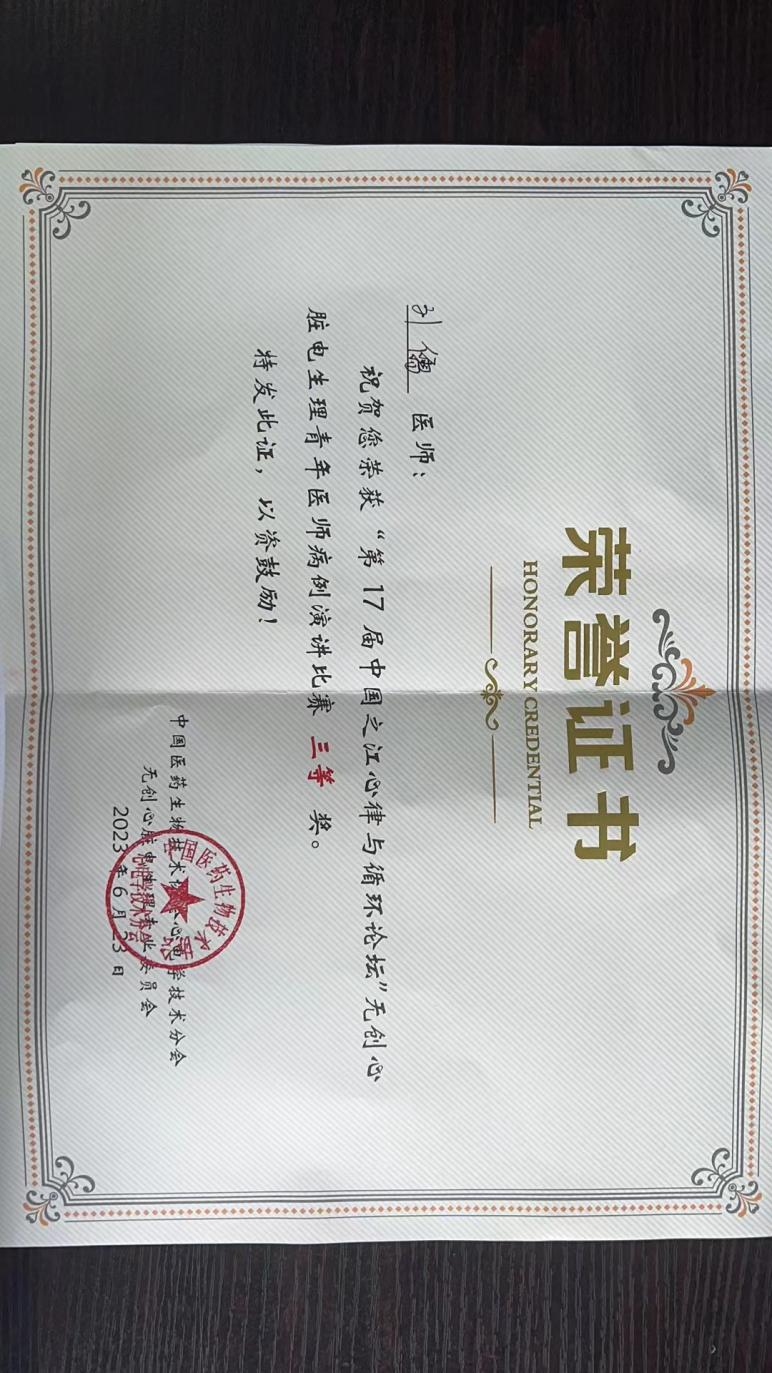 荣誉证书
HONORARY CREDENTIAL
刘儒 医师：
祝贺您荣获“第17届中国之江心律与循环论坛”无创心
脏电生理青年医师病例演讲比赛 三等 奖。
特发此证，以资鼓励！
中国医药生物技术协会心电学技术分会
无创心脏电生理专业委员会
2023年6月23日